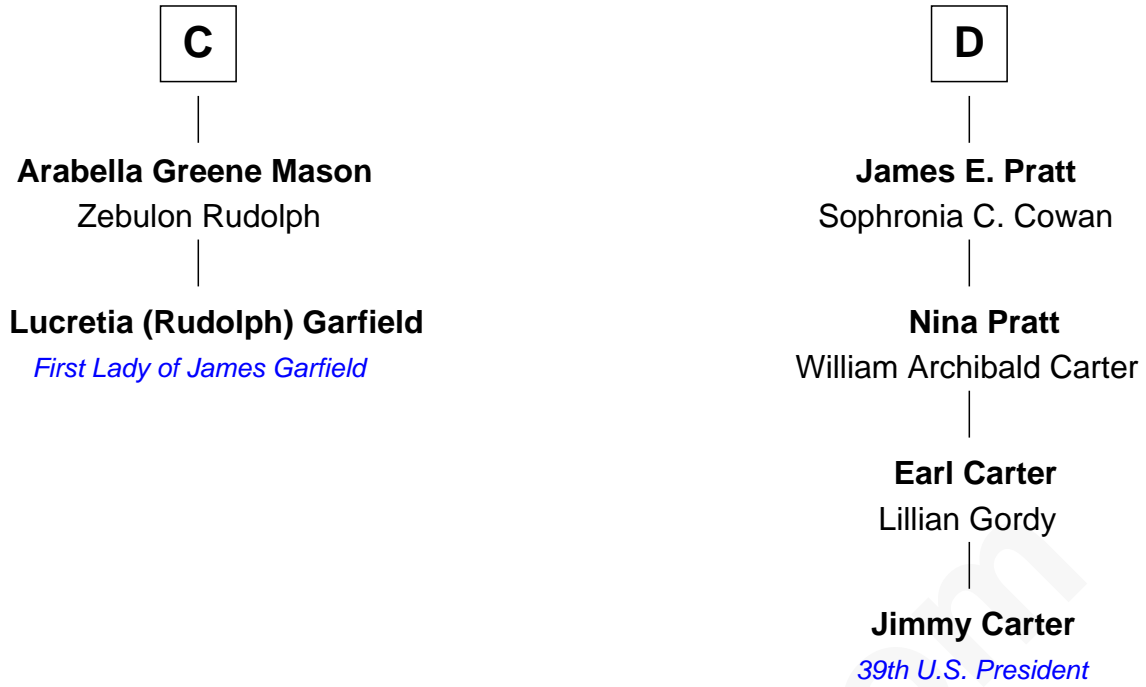 C
Arabella Greene Mason
Zebulon Rudolph
Lucretia (Rudolph) Garfield
First Lady of James Garfield
D
James E. Pratt
Sophronia C. Cowan
Nina Pratt
William Archibald Carter
Earl Carter
Lillian Gordy
Jimmy Carter
39th U.S. President